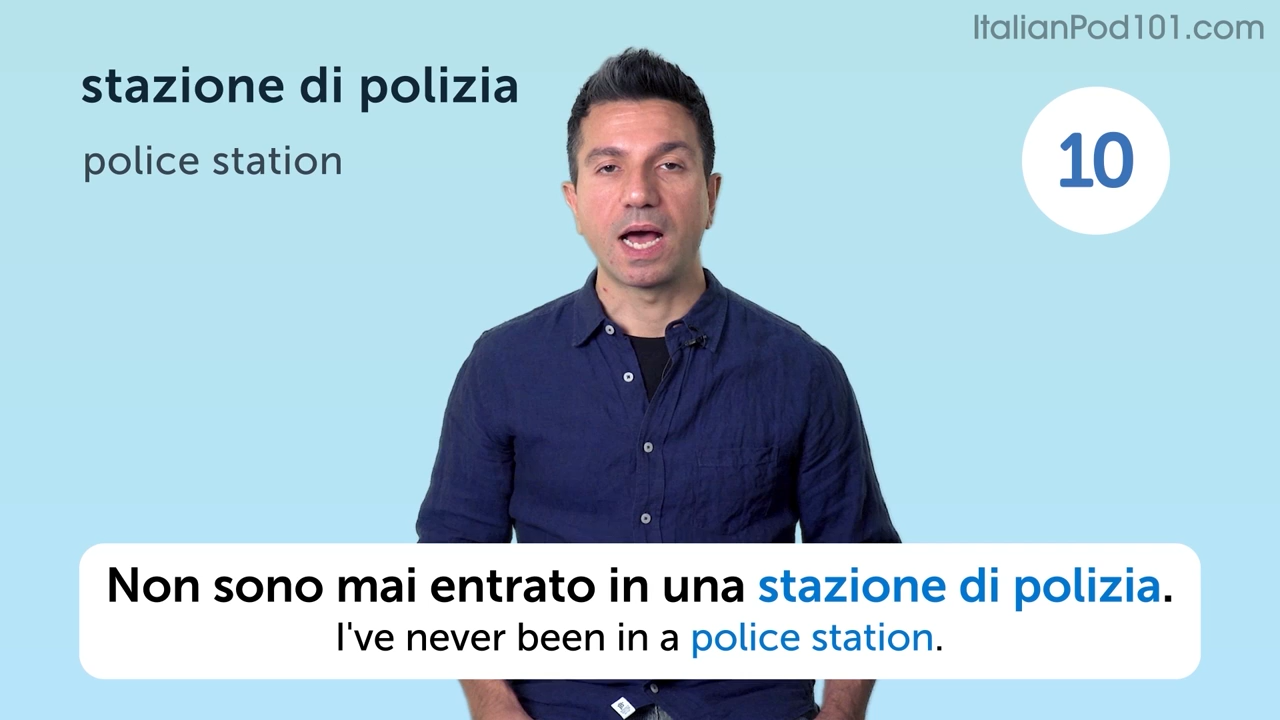 ItalianPod101.com
stazione di polizia
police station
10
Non sono mai entrato in una stazione di polizia.
I've never been in a police station.